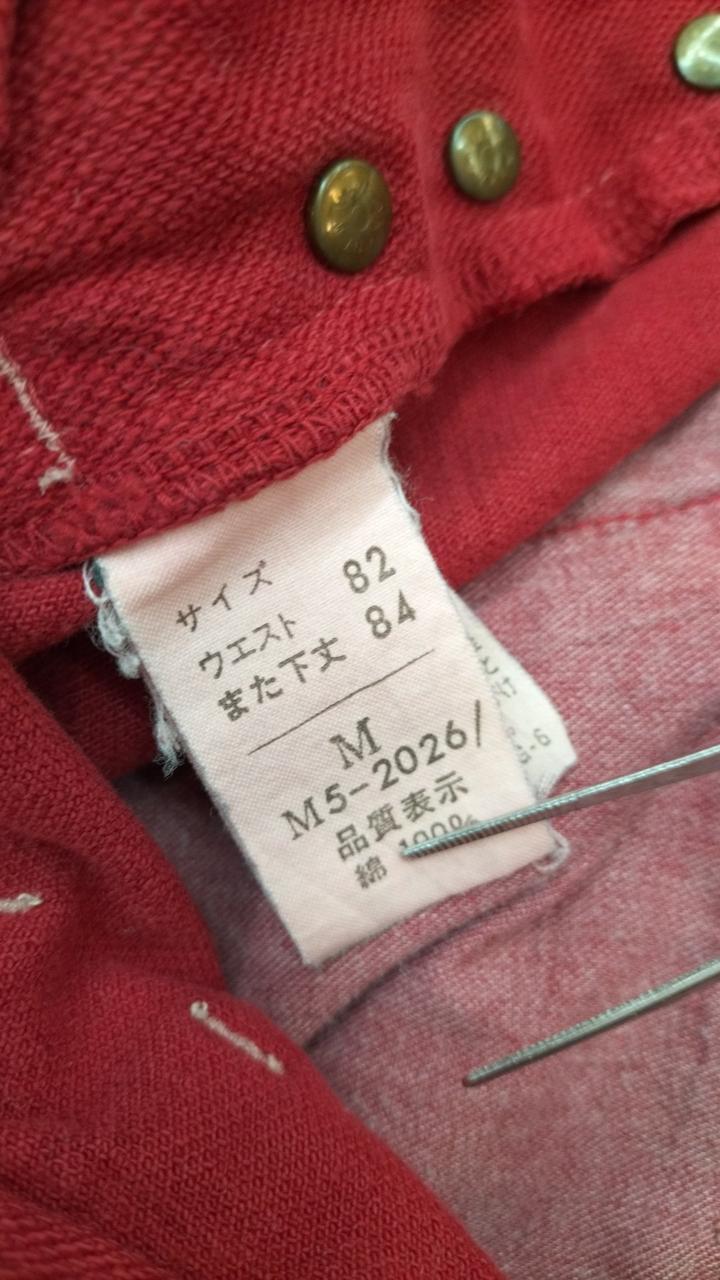 サイズ
ウエスト 82
また下丈 84
M
M5-2026/
品質表示
綿 100%